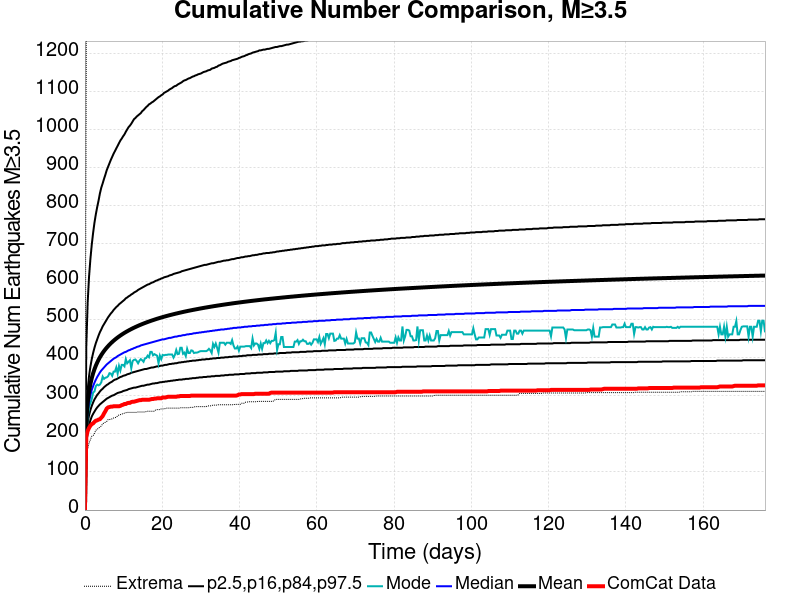 Cumulative Number Comparison, M≥3.5
Cumulative Num Earthquakes M≥3.5
1200
1100
1000
900
800
700
600
500
400
300
200
100
0
0 20 40 60 80 100 120 140 160
Time (days)
Extrema p2.5,p16,p84,p97.5 Mode Median Mean ComCat Data